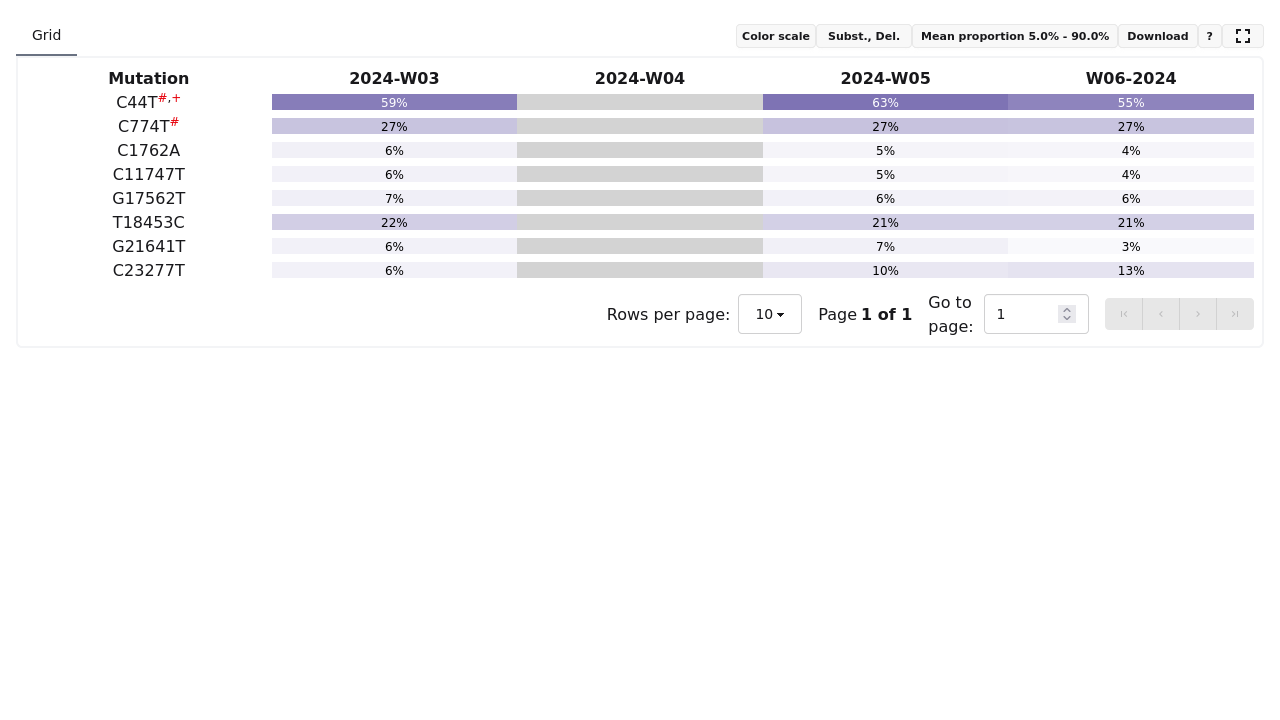 Grid
Color scale Subst., Del. Mean proportion 5.0% - 90.0% Download ?
Mutation 2024-W03 2024-W04 2024-W05 W06-2024
C44T#,+ 59% 63% 55%
C774T# 27% 27% 27%
C1762A 6% 5% 4%
C11747T 6% 5% 4%
G17562T 7% 6% 6%
T18453C 22% 21% 21%
G21641T 6% 7% 3%
C23277T 6% 10% 13%
Rows per page: 10 Page 1 of 1 Go to page: 1